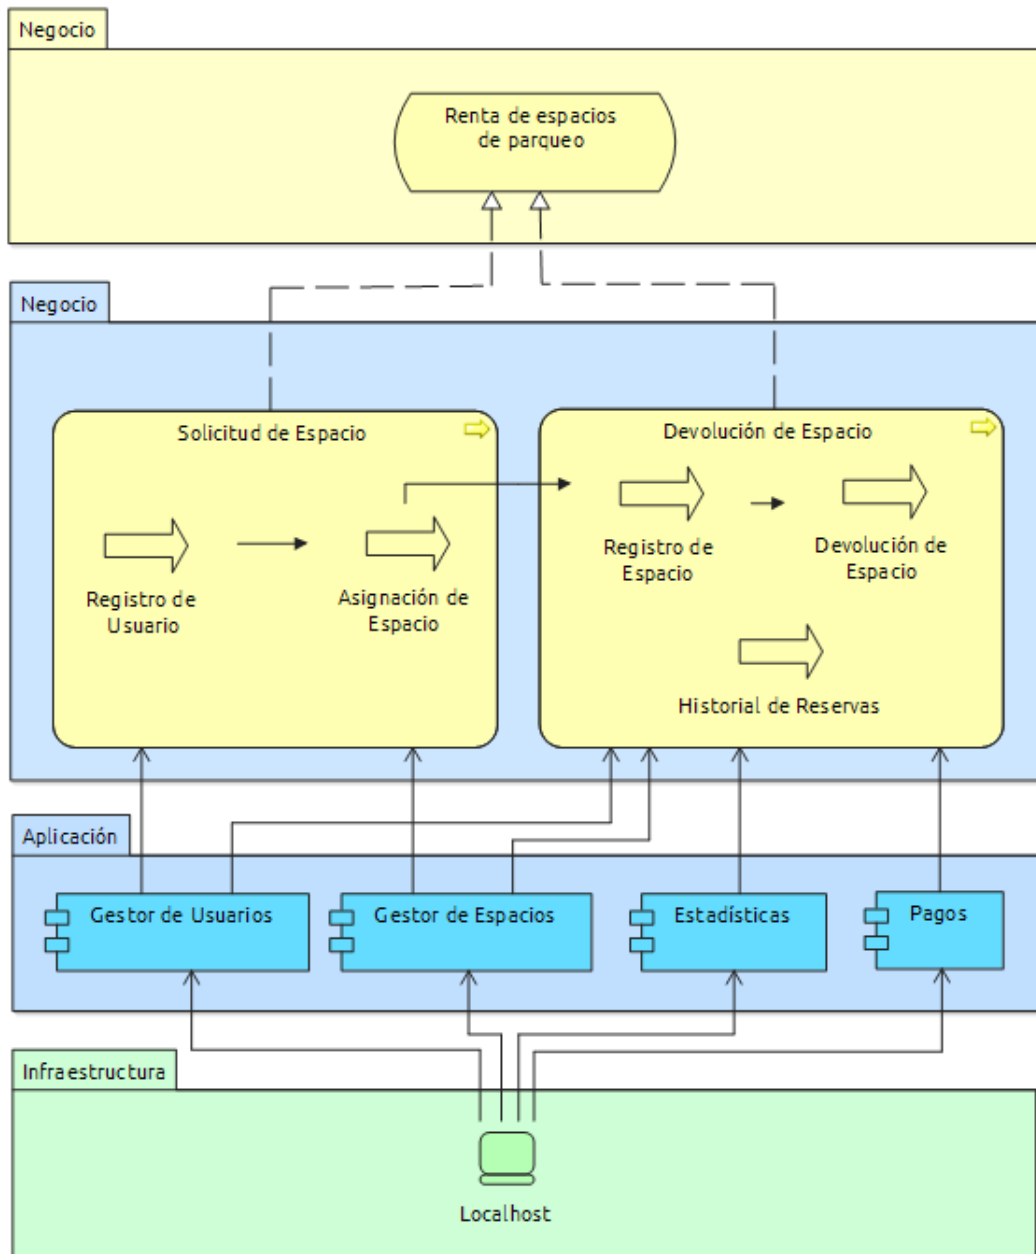 Negocio
Renta de espacios
de parqueo
Negocio
Solicitud de Espacio
Devolución de Espacio
Registro de
Usuario
Asignación de
Espacio
Registro de
Espacio
Devolución de
Espacio
Historial de Reservas
Aplicación
Gestor de Usuarios
Gestor de Espacios
Estadísticas
Pagos
Infraestructura
Localhost